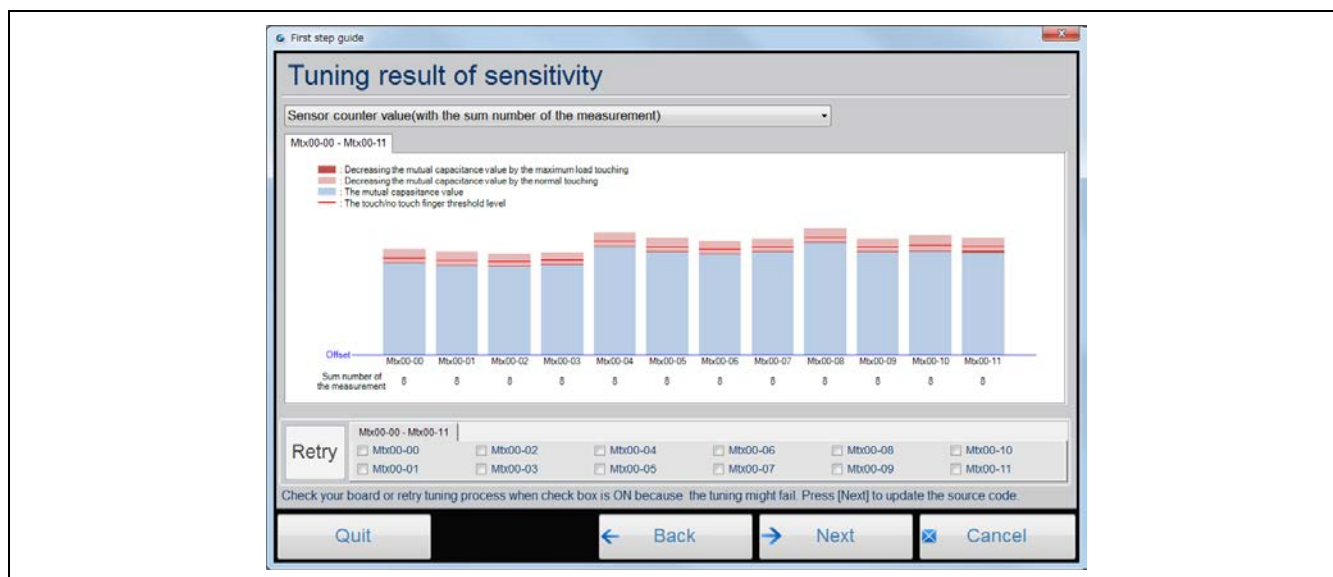 First step guide
Tuning result of sensitivity
Sensor counter value(with the sum number of the measurement)
Mtx00-00 - Mtx00-11
: Decreasing the mutual capacitance value by the maximum load touching
: Decreasing the mutual capacitance value by the normal touching
: The mutual capasitance value
: The touch/no touch finger threshold level
Offset
Mtx00-00 Mtx00-01 Mtx00-02 Mtx00-03 Mtx00-04 Mtx00-05 Mtx00-06 Mtx00-07 Mtx00-08 Mtx00-09 Mtx00-10 Mtx00-11
Sum number of
the measurement 8 8 8 8 8 8 8 8 8 8 8 8
Mtx00-00 - Mtx00-11
Retry
Mtx00-00 Mtx00-02 Mtx00-04 Mtx00-06 Mtx00-08 Mtx00-10
Mtx00-01 Mtx00-03 Mtx00-05 Mtx00-07 Mtx00-09 Mtx00-11
Check your board or retry tuning process when check box is ON because the tuning might fail. Press [Next] to update the source code.
Quit Back Next Cancel